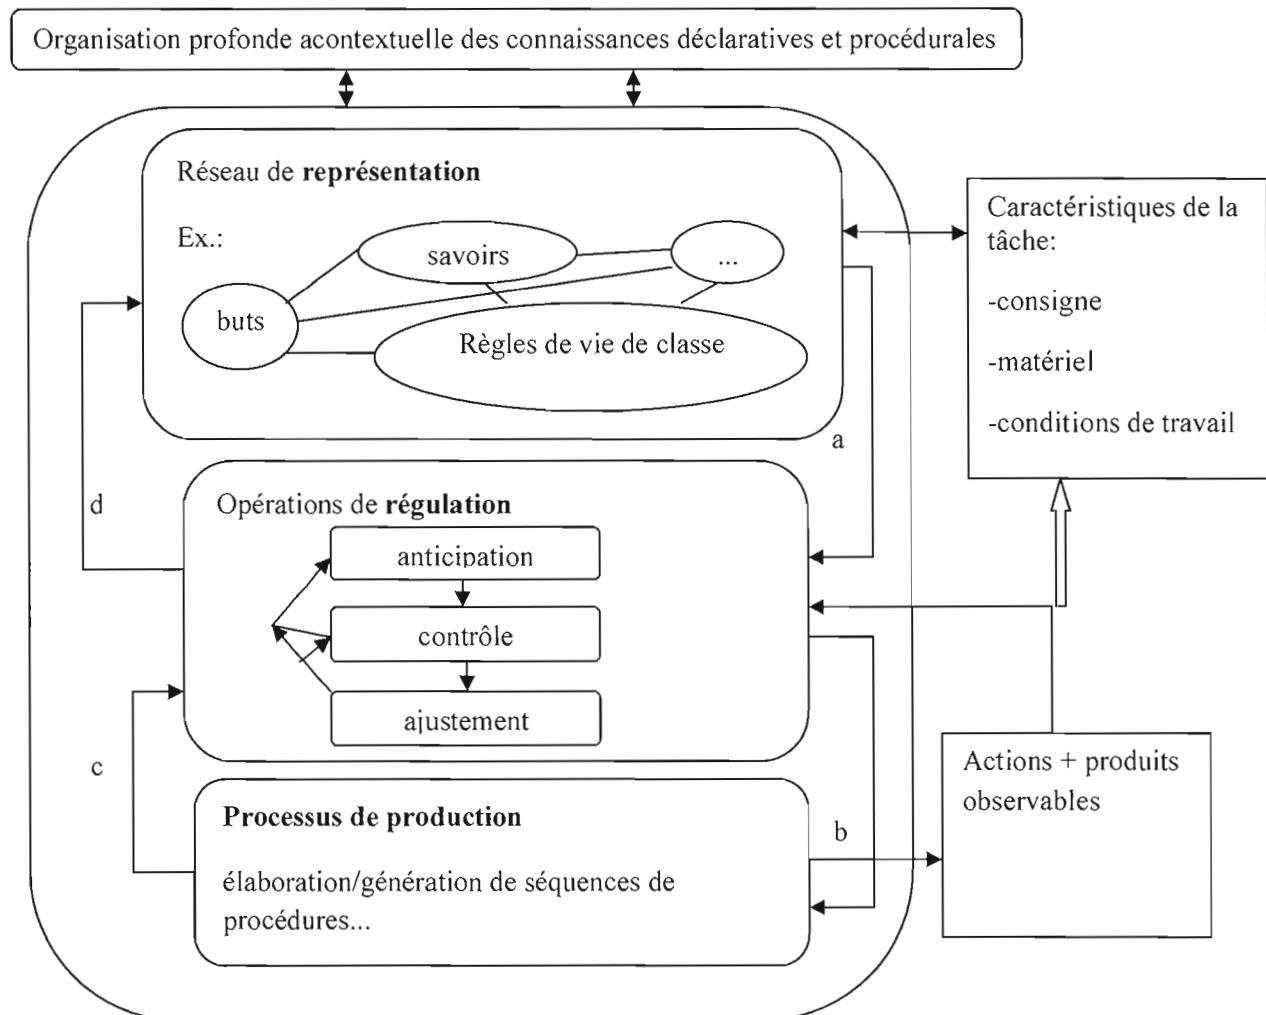 Organisation profonde acontextuelle des connaissances déclaratives et procédurales
Réseau de représentation
Ex.:
savoirs
...
buts
Règles de vie de classe
Caractéristiques de la
tâche:
-consigne
-matériel
-conditions de travail
a
d
Opérations de régulation
anticipation
contrôle
ajustement
c
Processus de production
élaboration/génération de séquences de
procédures...
b
Actions + produits
observables